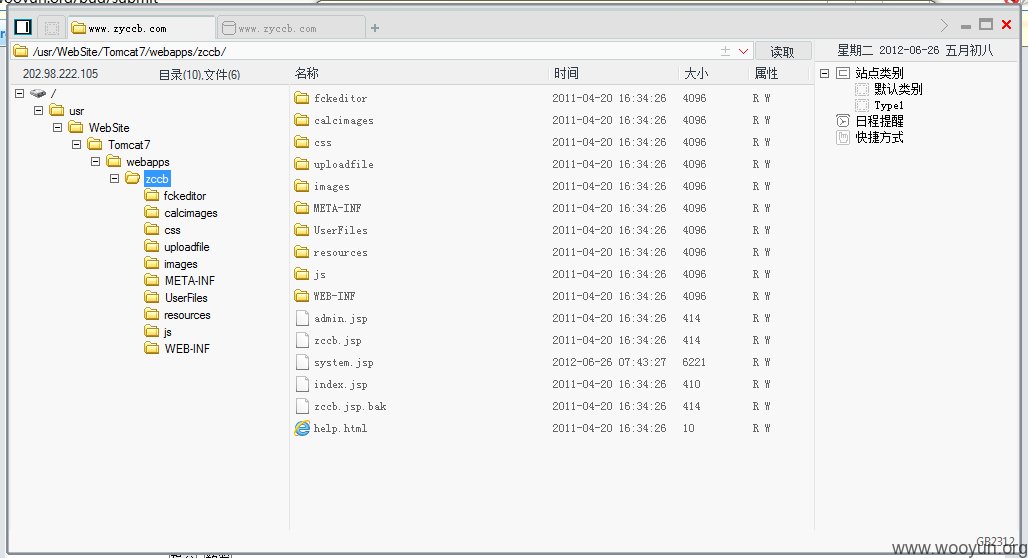 www.zyccb.com www.zyccb.com +
/usr/WebSite/Tomcat7/webapps/zccb/ 读取 星期二 2012-06-26 五月初八
202.98.222.105 目录(10),文件(6) 名称 时间 大小 属性
/
usr
WebSite
Tomcat7
webapps
zccb
fckeditor
calcimages
css
uploadfile
images
META-INF
UserFiles
resources
js
WEB-INF
fckeditor 2011-04-20 16:34:26 4096 R W
calcimages 2011-04-20 16:34:26 4096 R W
css 2011-04-20 16:34:26 4096 R W
uploadfile 2011-04-20 16:34:26 4096 R W
images 2011-04-20 16:34:26 4096 R W
META-INF 2011-04-20 16:34:26 4096 R W
UserFiles 2011-04-20 16:34:26 4096 R W
resources 2011-04-20 16:34:26 4096 R W
js 2011-04-20 16:34:26 4096 R W
WEB-INF 2011-04-20 16:34:26 4096 R W
admin.jsp 2011-04-20 16:34:26 414 R W
zccb.jsp 2011-04-20 16:34:26 414 R W
system.jsp 2012-06-26 07:43:27 6221 R W
index.jsp 2011-04-20 16:34:26 410 R W
zccb.jsp.bak 2011-04-20 16:34:26 414 R W
help.html 2011-04-20 16:34:26 10 R W
站点类别
默认类别
Type1
日程提醒
快捷方式
GB2312
www.wooyun.org